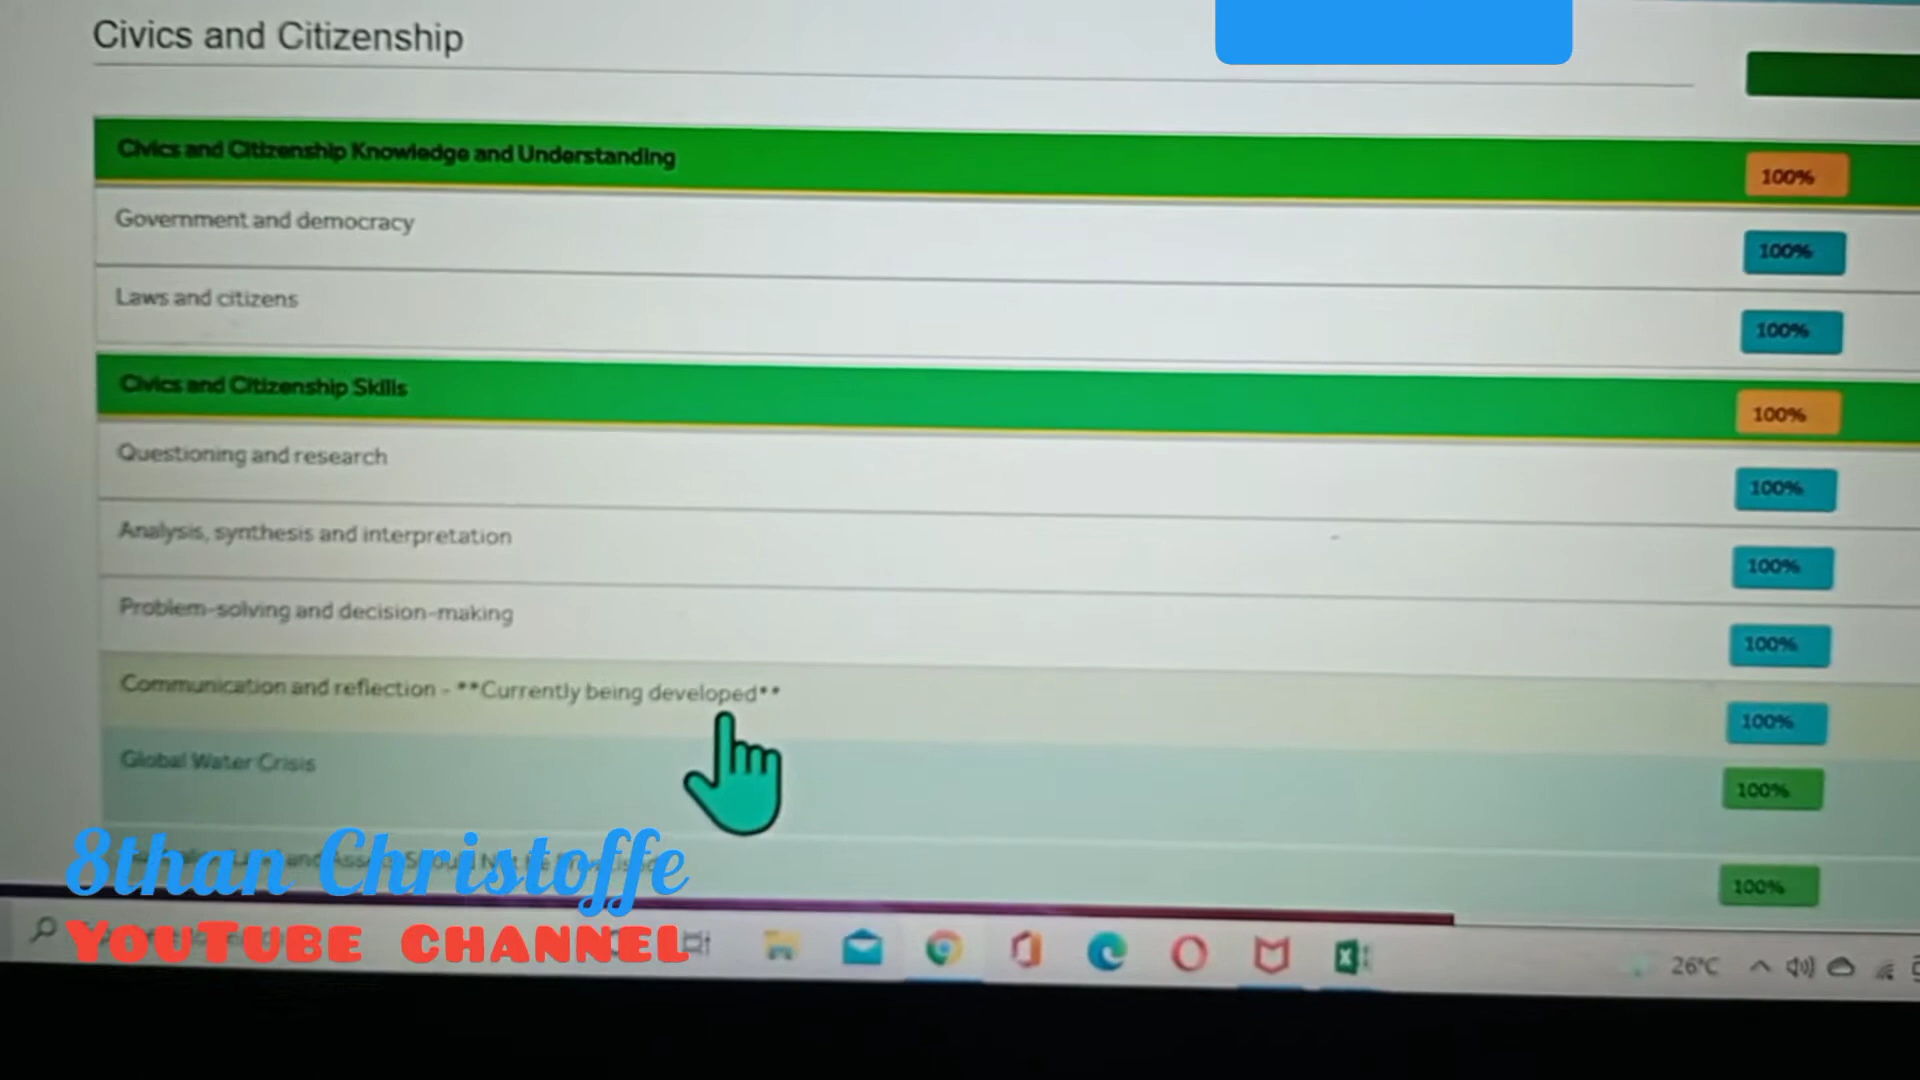 Civics and Citizenship
Civics and Citizenship Knowledge and Understanding
100%
Government and democracy
100%
Laws and citizens
100%
Civics and Citizenship Skills
100%
Questioning and research
100%
Analysis, synthesis and interpretation
100%
Problem-solving and decision-making
100%
Communication and reflection - **Currently being developed**
100%
Global Water Crisis
100%
100%
8than Christoffe
YouTube channel
26°C